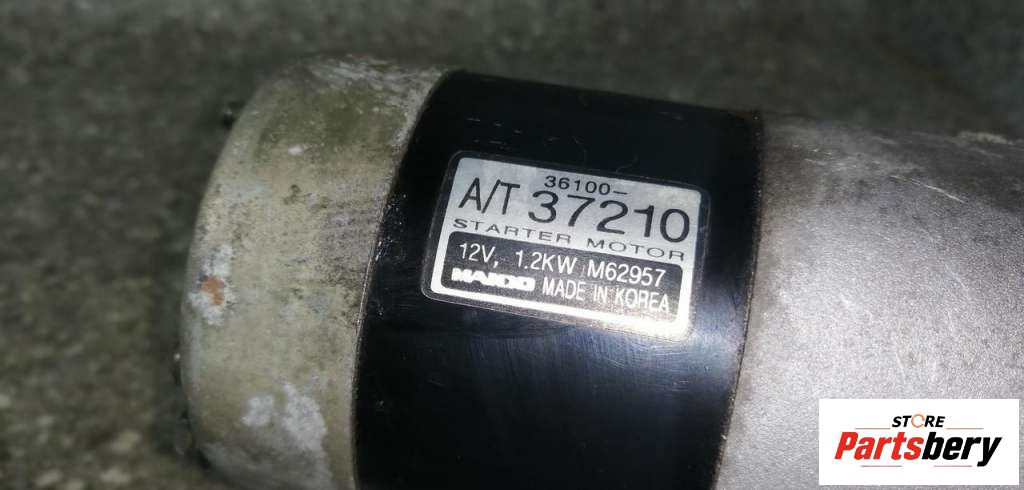 36100-
A/T 37210
STARTER MOTOR
12V, 1.2KW M62957
MANDO MADE IN KOREA
STORE
Partsbery